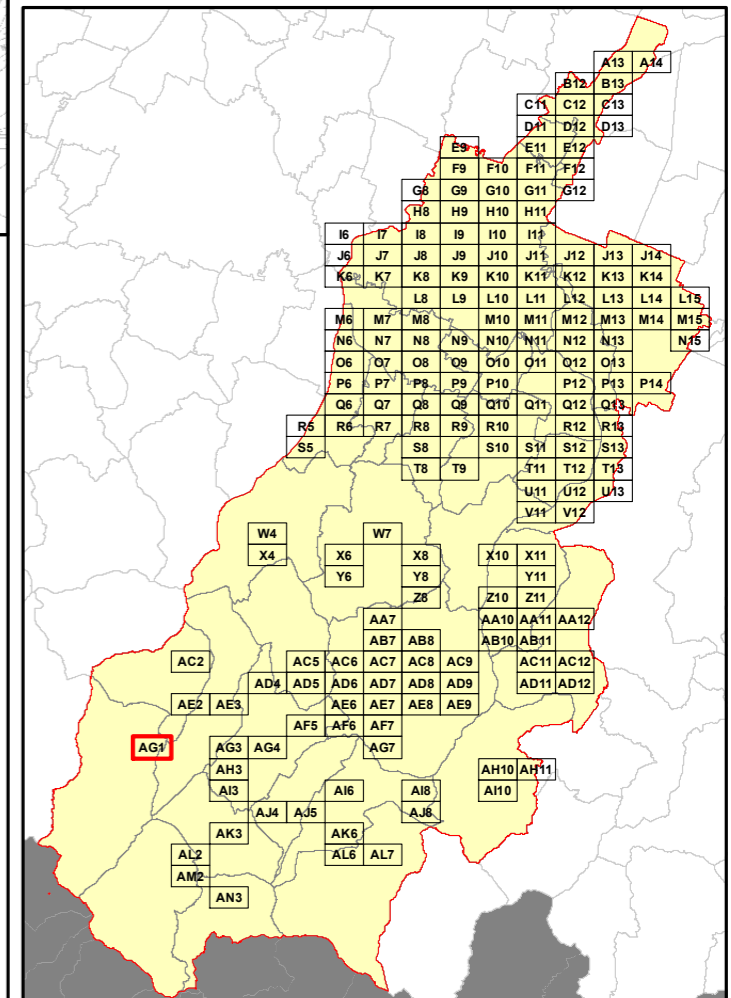 A13 A14
B12 B13
C11 C12 C13
D11 D12 D13
E9 E11 E12
F9 F10 F11 F12
G8 G9 G10 G11 G12
H8 H9 H10 H11
I6 I7 I8 I9 I10 I11
J6 J7 J8 J9 J10 J11 J12 J13 J14
K6 K7 K8 K9 K10 K11 K12 K13 K14
L8 L9 L10 L11 L12 L13 L14 L15
M6 M7 M8 M10 M11 M12 M13 M14 M15
N6 N7 N8 N9 N10 N11 N12 N13 N15
O6 O7 O8 O9 O10 O11 O12 O13
P6 P7 P8 P9 P10 P12 P13 P14
Q6 Q7 Q8 Q9 Q10 Q11 Q12 Q13
R5 R6 R7 R8 R9 R10 R12 R13
S5 S8 S10 S11 S12 S13
T8 T9 T11 T12 T13
U11 U12 U13
V11 V12
W4 W7
X4 X6 X8 X10 X11
Y6 Y8 Y11
Z8 Z10 Z11
AA7 AA10 AA11 AA12
AB7 AB8 AB10 AB11
AC2 AC5 AC6 AC7 AC8 AC9 AC11 AC12
AD4 AD5 AD6 AD7 AD8 AD9 AD11 AD12
AE2 AE3 AE6 AE7 AE8 AE9
AF5 AF6 AF7
AG1 AG3 AG4 AG7
AH3 AH10 AH11
AI3 AI6 AI8 AI10
AJ4 AJ5 AJ8
AK3 AK6
AL2 AL6 AL7
AM2
AN3